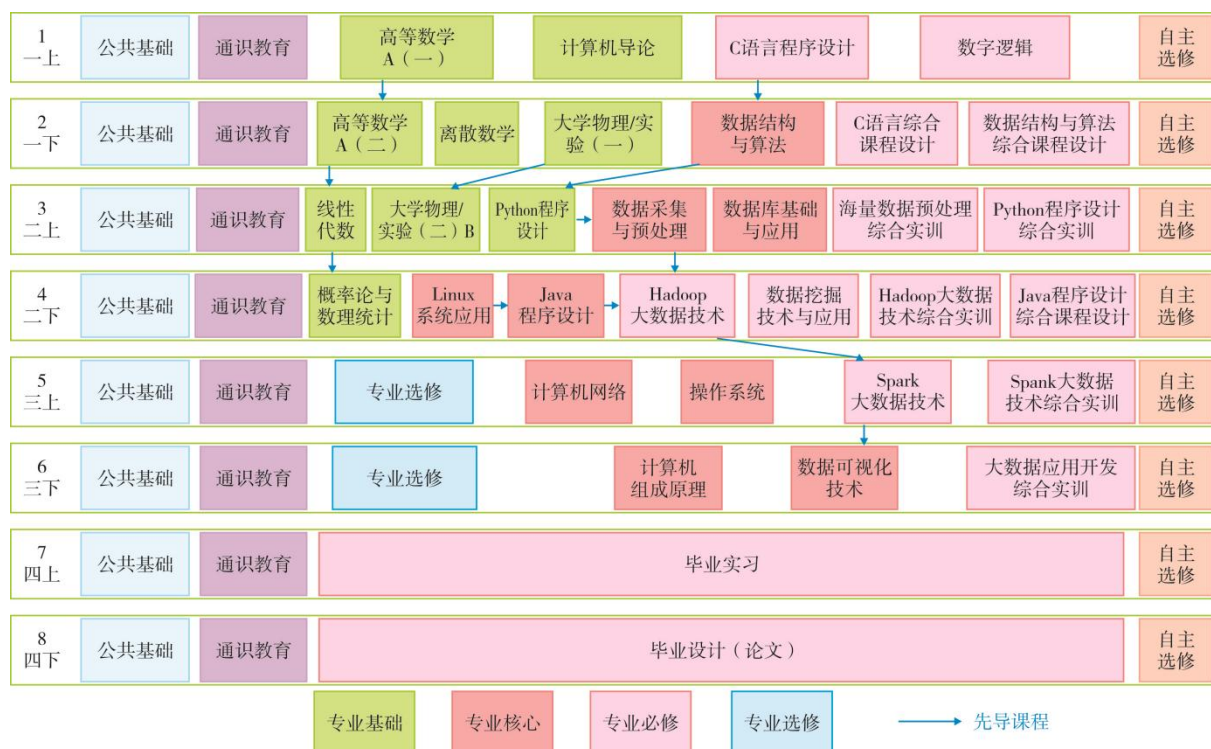 1
一上
公共基础
通识教育
高等数学
A（一）
计算机导论
C语言程序设计
数字逻辑
自主
选修
2
一下
公共基础
通识教育
高等数学
A（二）
离散数学
大学物理/实
验（一）
数据结构
与算法
C语言综合
课程设计
数据结构与算法
综合课程设计
自主
选修
3
二上
公共基础
通识教育
线性
代数
大学物理/
实验（二）B
Python程序
设计
数据采集
与预处理
数据库基础
与应用
海量数据预处理
综合实训
Python程序设计
综合实训
自主
选修
4
二下
公共基础
通识教育
概率论与
数理统计
Linux
系统应用
Java
程序设计
Hadoop
大数据技术
数据挖掘
技术与应用
Hadoop大数据
技术综合实训
Java程序设计
综合课程设计
自主
选修
5
三上
公共基础
通识教育
专业选修
计算机网络
操作系统
Spark
大数据技术
Spank大数据
技术综合实训
自主
选修
6
三下
公共基础
通识教育
专业选修
计算机
组成原理
数据可视化
技术
大数据应用开发
综合实训
自主
选修
7
四上
公共基础
通识教育
毕业实习
自主
选修
8
四下
公共基础
通识教育
毕业设计（论文）
自主
选修
专业基础
专业核心
专业必修
专业选修
先导课程